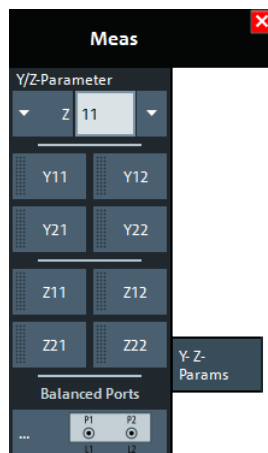 Meas
Y/Z-Parameter
Z 11
Y11 Y12
Y21 Y22
Z11 Z12
Z21 Z22
Y- Z-
Params
Balanced Ports
P1 P2
...
L1 L2